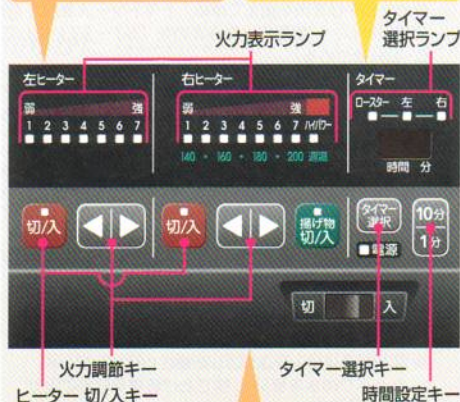 タイマー
火力表示ランプ 選択ランプ
左ヒーター 右ヒーター タイマー
弱 強 弱 強 ロースター 左 右
1 2 3 4 5 6 7 1 2 3 4 5 6 7 ハイパワー
140 • 160 • 180 • 200 適温
時間 分
切/入 切/入 揚げ物 切/入 タイマー選択 10分
電源 1分
切 入
火力調節キー タイマー選択キー
ヒーター 切/入キー 時間設定キー